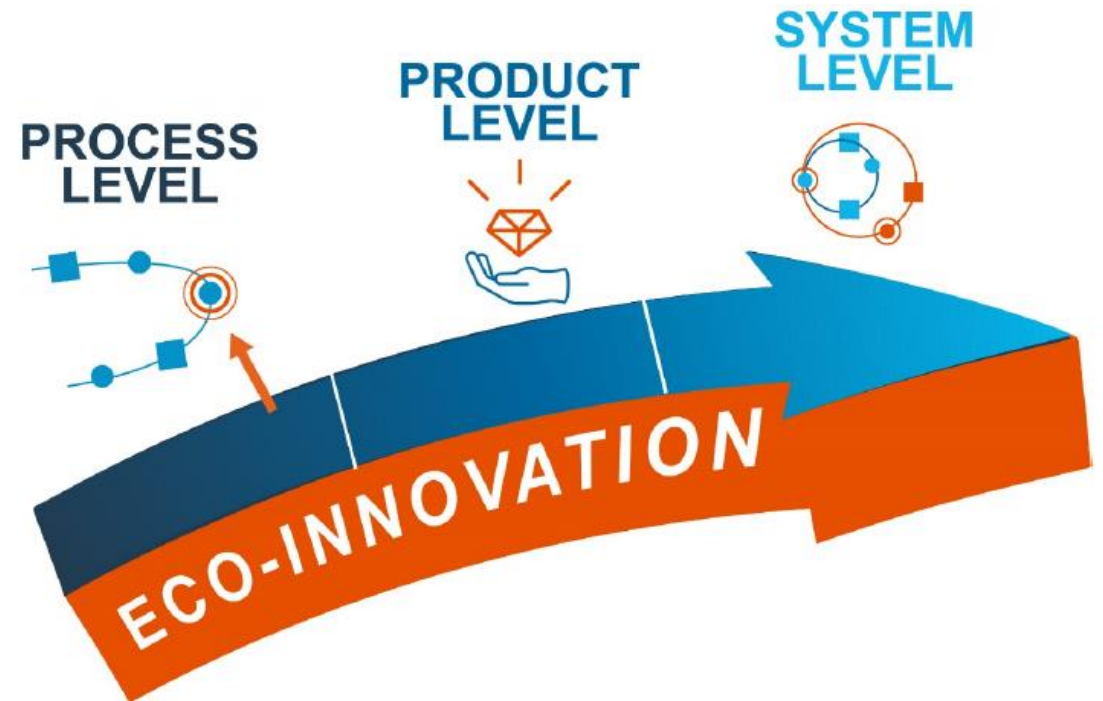 PROCESS
LEVEL
PRODUCT
LEVEL
SYSTEM
LEVEL
ECO-INNOVATION